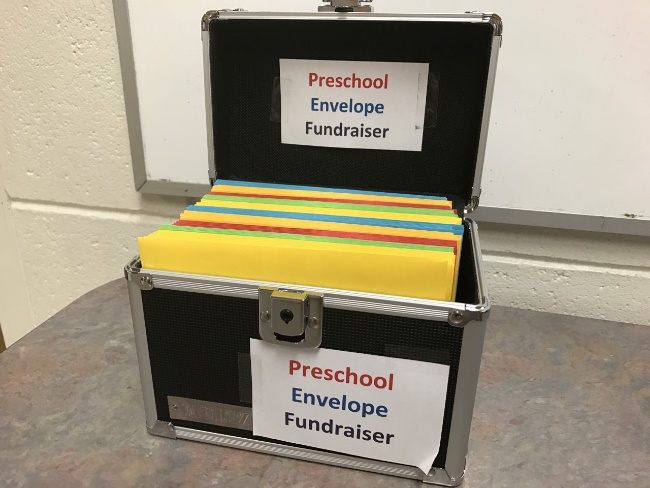 Preschool
Envelope
Fundraiser
Preschool
Envelope
Fundraiser